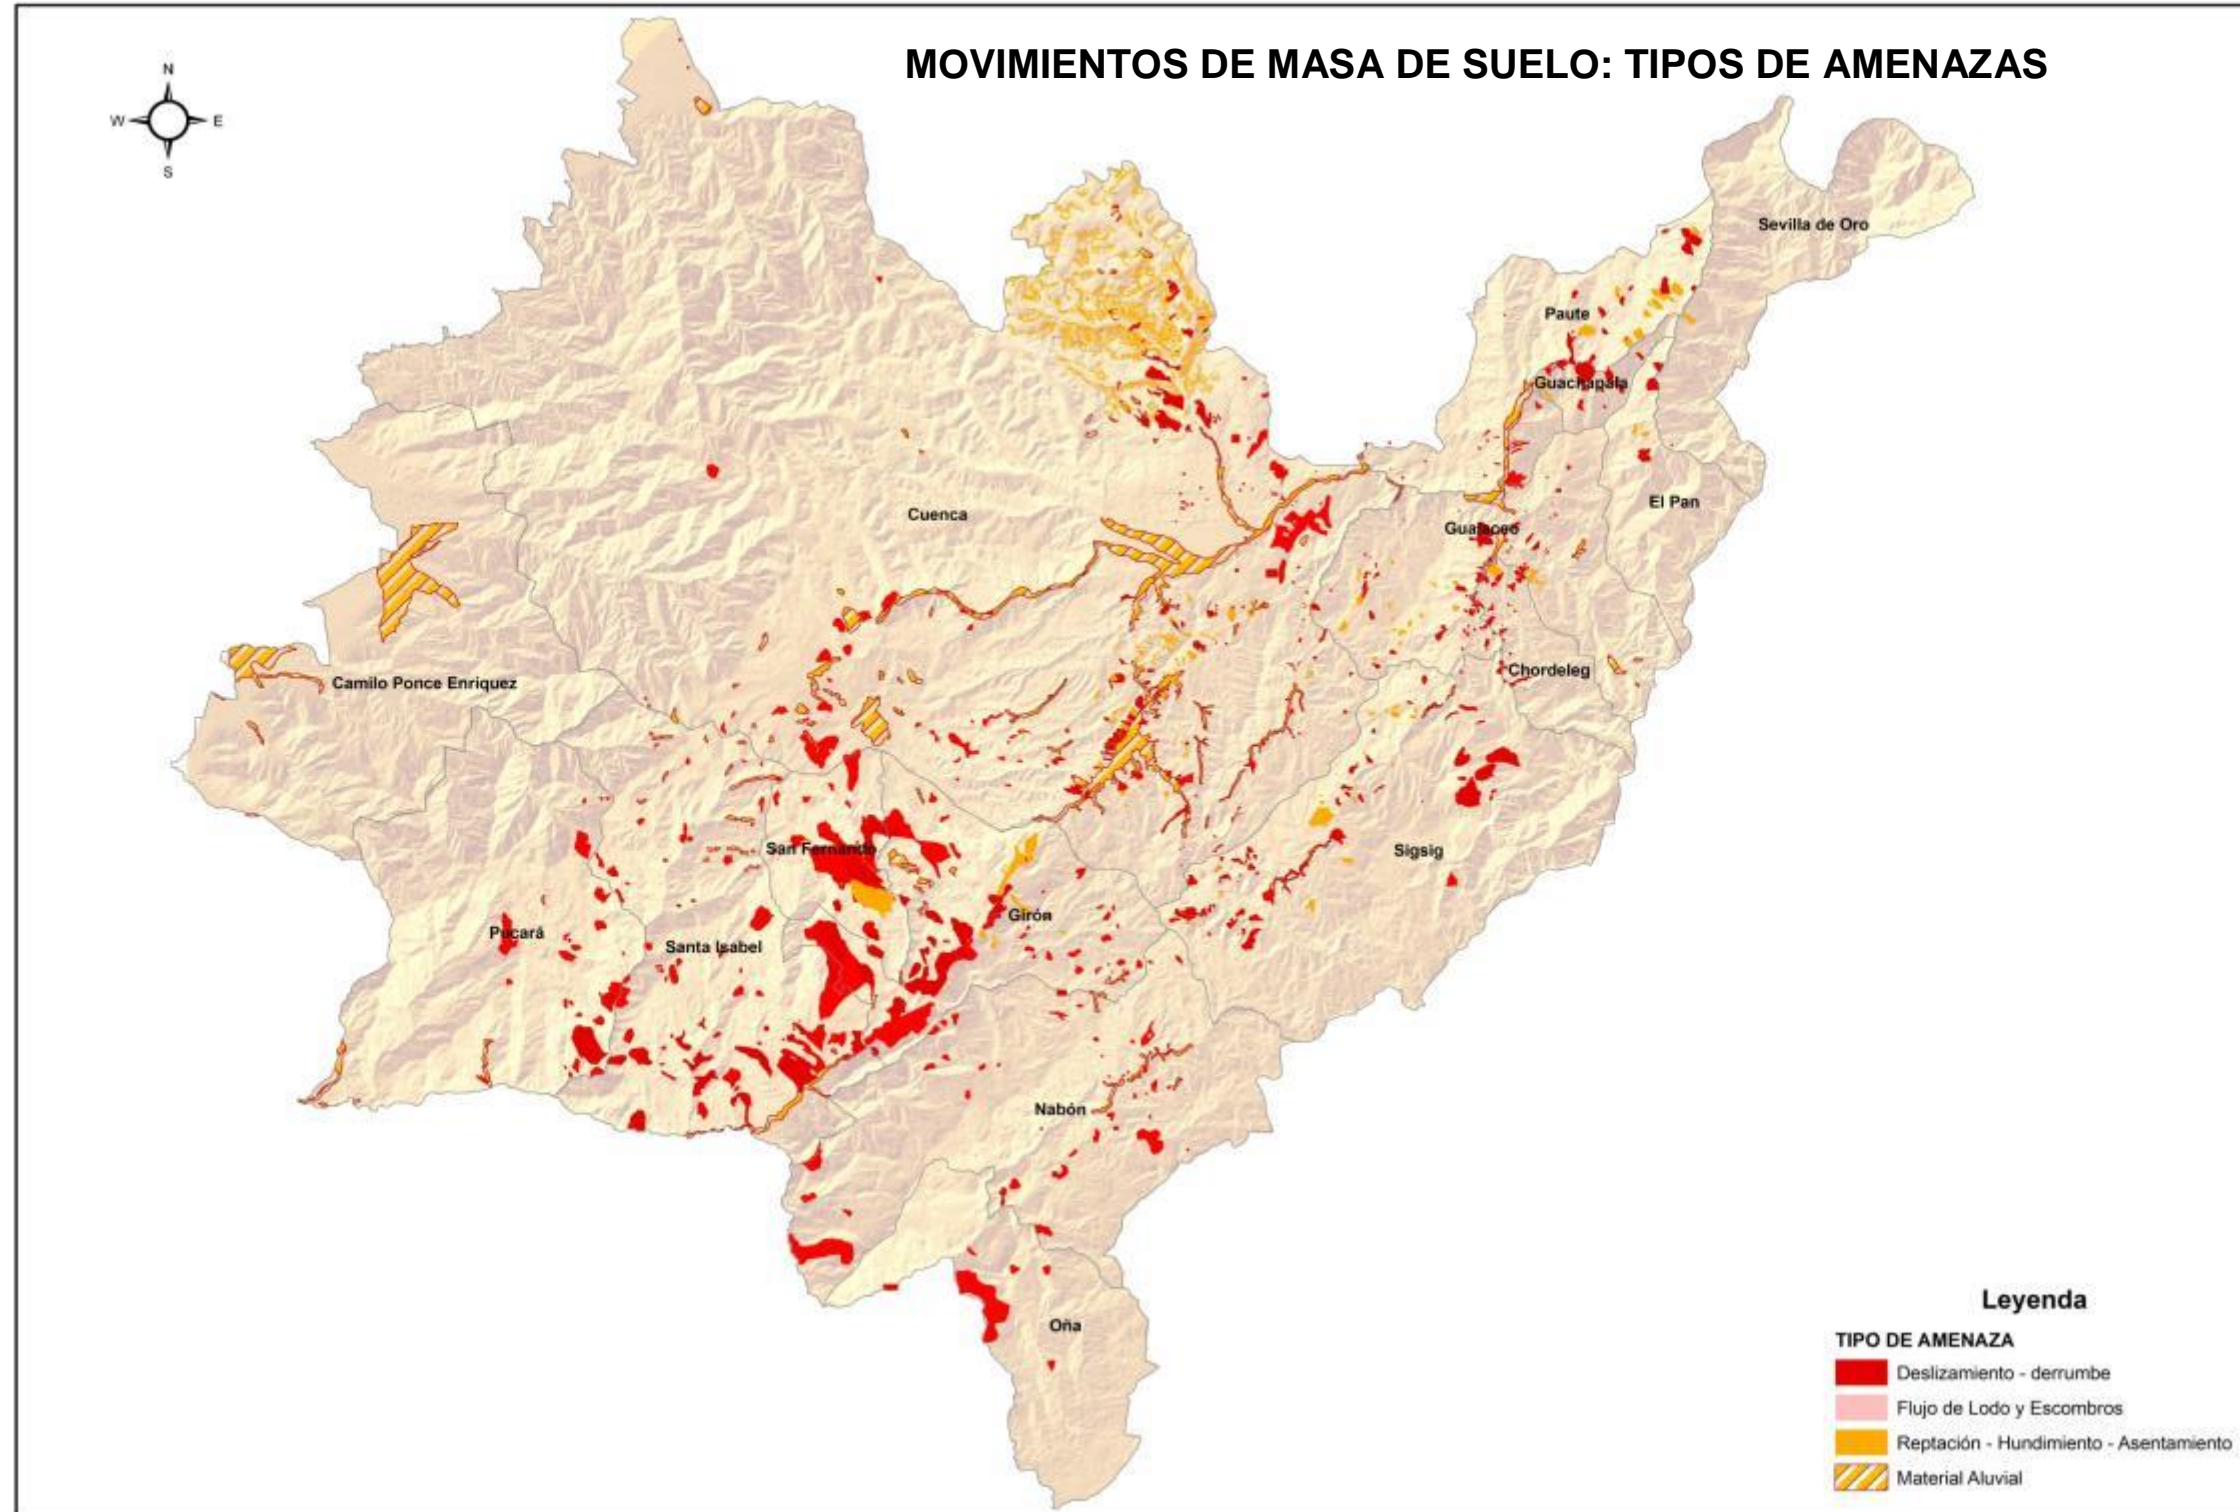 MOVIMIENTOS DE MASA DE SUELO: TIPOS DE AMENAZAS
N
W
E
S
Sevilla de Oro
Paute
Guachapala
El Pan
Cuenca
Gualaceo
Chordeleg
Camilo Ponce Enriquez
San Fernando
Sigsig
Girón
Pucará
Santa Isabel
Nabón
Oña
Leyenda
TIPO DE AMENAZA
Deslizamiento - derrumbe
Flujo de Lodo y Escombros
Reptación - Hundimiento - Asentamiento
Material Aluvial